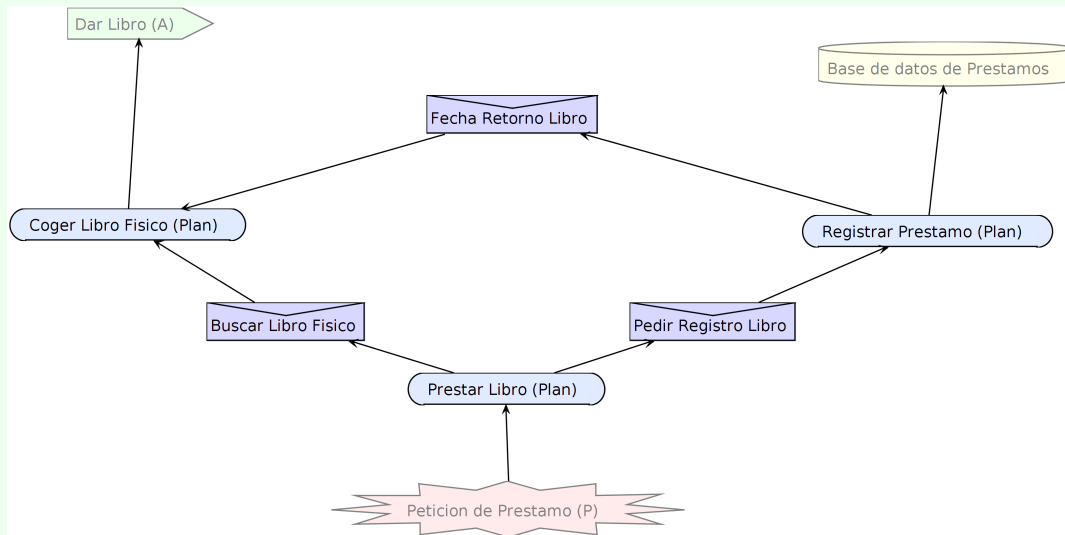 Dar Libro (A)
Base de datos de Prestamos
Fecha Retorno Libro
Coger Libro Fisico (Plan)
Registrar Prestamo (Plan)
Buscar Libro Fisico
Pedir Registro Libro
Prestar Libro (Plan)
Peticion de Prestamo (P)